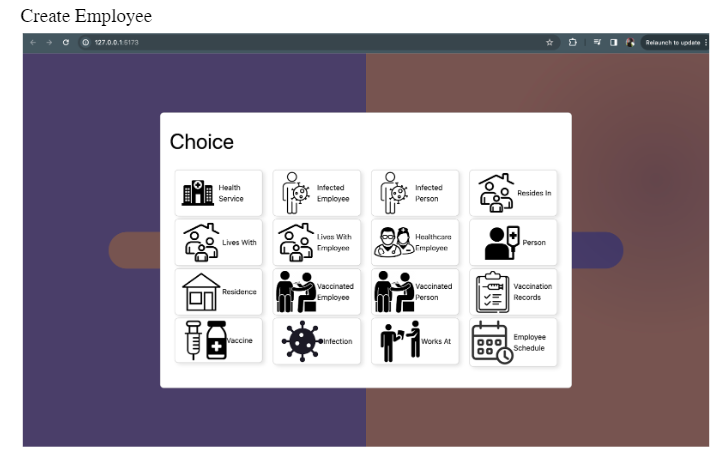 Create Employee
127.0.0.1:5173
Relaunch to update
Choice
Health
Service
Infected
Employee
Infected
Person
Resides In
Lives With
Lives With
Employee
Healthcare
Employee
Person
Residence
Vaccinated
Employee
Vaccinated
Person
Vaccination
Records
Vaccine
Infection
Works At
Employee
Schedule